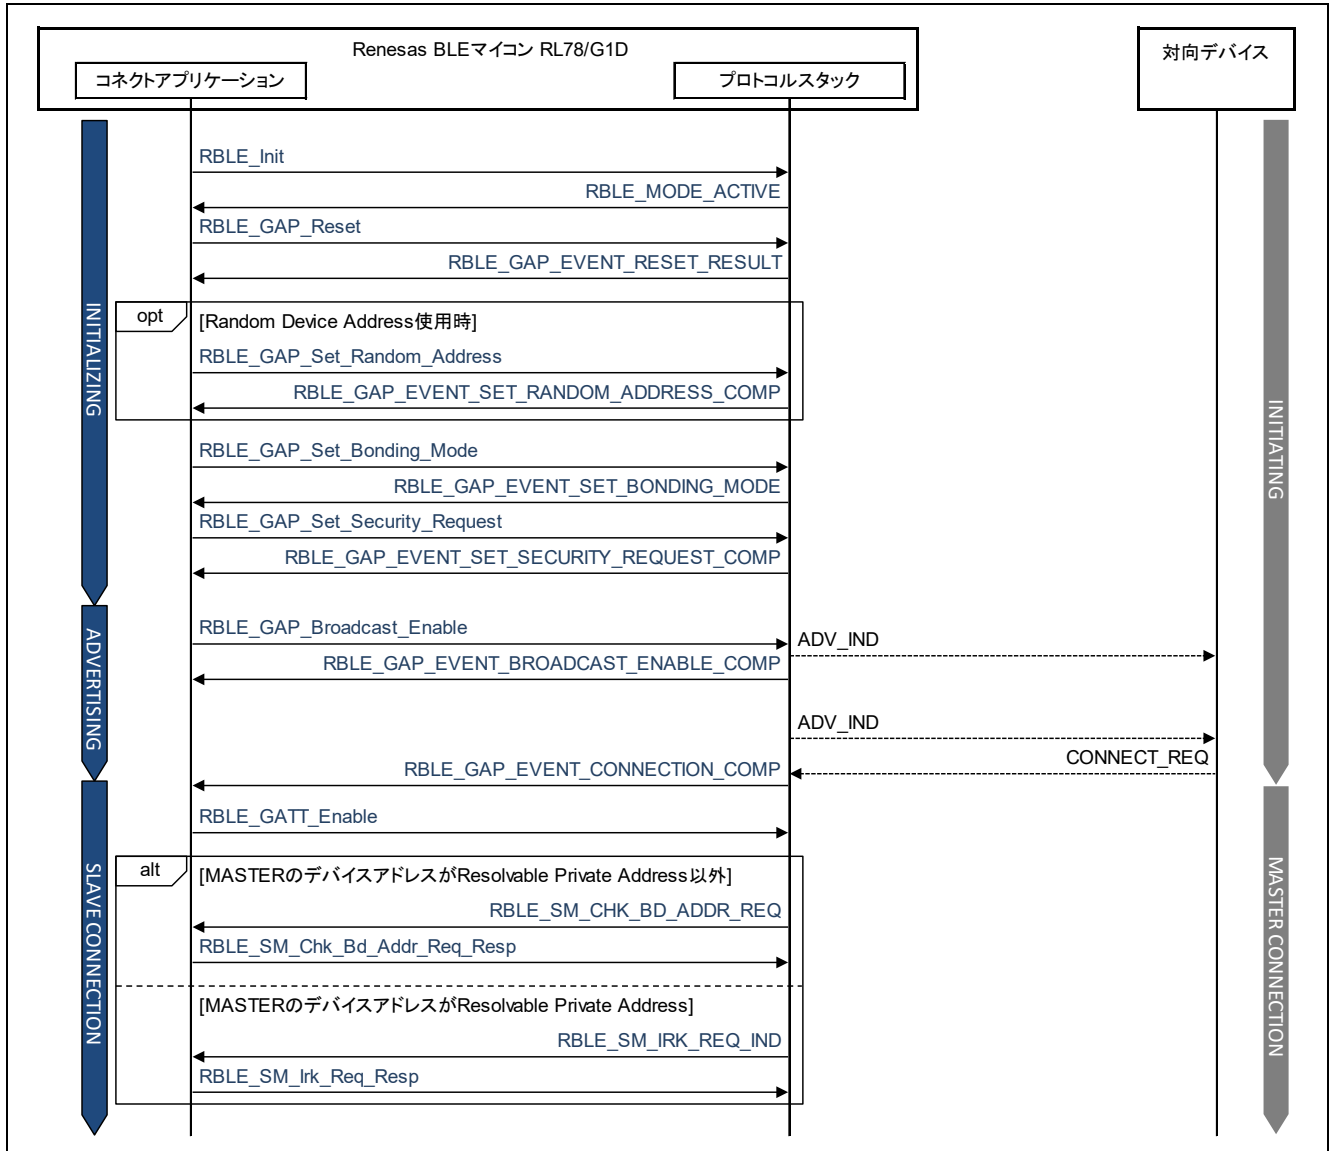 Renesas BLEマイコン RL78/G1D
対向デバイス
コネクトアプリケーション
プロトコルスタック
RBLE_Init
RBLE_MODE_ACTIVE
RBLE_GAP_Reset
RBLE_GAP_EVENT_RESET_RESULT
opt
[Random Device Address使用時]
RBLE_GAP_Set_Random_Address
RBLE_GAP_EVENT_SET_RANDOM_ADDRESS_COMP
INITIALIZING
INITIATING
RBLE_GAP_Set_Bonding_Mode
RBLE_GAP_EVENT_SET_BONDING_MODE
RBLE_GAP_Set_Security_Request
RBLE_GAP_EVENT_SET_SECURITY_REQUEST_COMP
ADVERTISING
RBLE_GAP_Broadcast_Enable
ADV_IND
RBLE_GAP_EVENT_BROADCAST_ENABLE_COMP
ADV_IND
CONNECT_REQ
RBLE_GAP_EVENT_CONNECTION_COMP
RBLE_GATT_Enable
SLAVE CONNECTION
MASTER CONNECTION
alt
[MASTERのデバイスアドレスがResolvable Private Address以外]
RBLE_SM_CHK_BD_ADDR_REQ
RBLE_SM_Chk_Bd_Addr_Req_Resp
[MASTERのデバイスアドレスがResolvable Private Address]
RBLE_SM_IRK_REQ_IND
RBLE_SM_Irk_Req_Resp